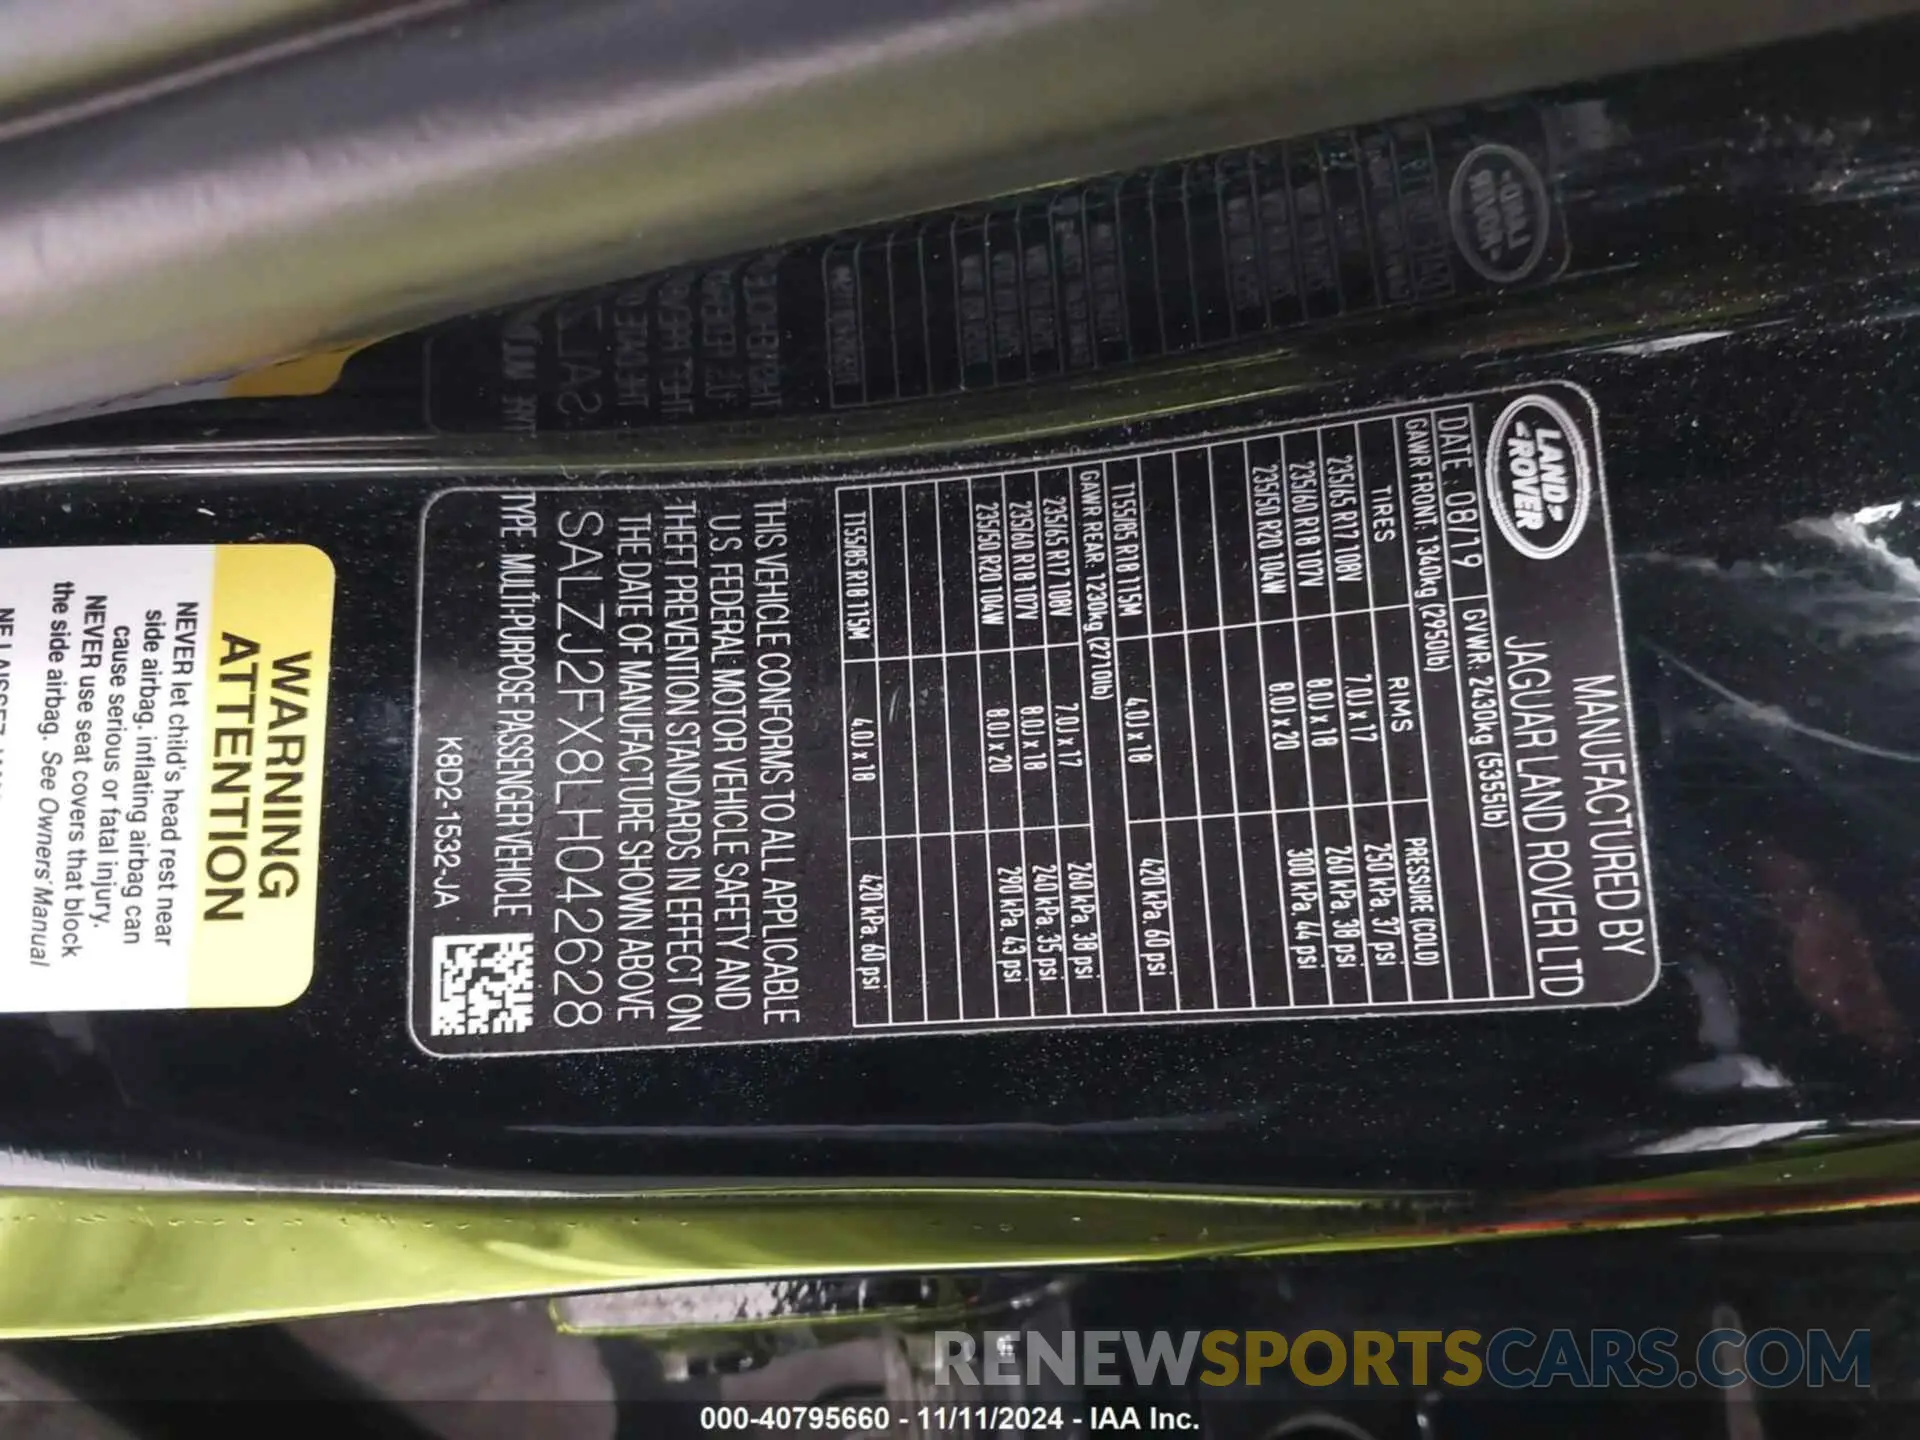 LAND-
-ROVER
MANUFACTURED BY
JAGUAR LAND ROVER LTD
DATE : 08/19 GVWR: 2430kg (5355lb)
GAWR FRONT: 1340kg (2950lb)
TIRES RIMS PRESSURE (COLD)
235/65 R17 108V 7.0J x 17 250 kPa. 37 psi
235/60 R18 107V 8.0J x 18 260 kPa. 38 psi
235/50 R20 104W 8.0J x 20 300 kPa. 44 psi
T155/85 R18 115M 4.0J x 18 420 kPa. 60 psi
GAWR REAR: 1230kg (2710lb)
235/65 R17 108V 7.0J x 17 260 kPa. 38 psi
235/60 R18 107V 8.0J x 18 240 kPa. 35 psi
235/50 R20 104W 8.0J x 20 290 kPa. 43 psi
T155/85 R18 115M 4.0J x 18 420 kPa. 60 psi
THIS VEHICLE CONFORMS TO ALL APPLICABLE
U.S. FEDERAL MOTOR VEHICLE SAFETY AND
THEFT PREVENTION STANDARDS IN EFFECT ON
THE DATE OF MANUFACTURE SHOWN ABOVE
SALZJ2FX8LH042628
TYPE: MULTI-PURPOSE PASSENGER VEHICLE
K8D2-1532-JA
WARNING
ATTENTION
NEVER let child's head rest near
side airbag, inflating airbag can
cause serious or fatal injury.
NEVER use seat covers that block
the side airbag. See Owners' Manual
RENEWSPORTSCARS.COM
000-40795660 - 11/11/2024 - IAA Inc.